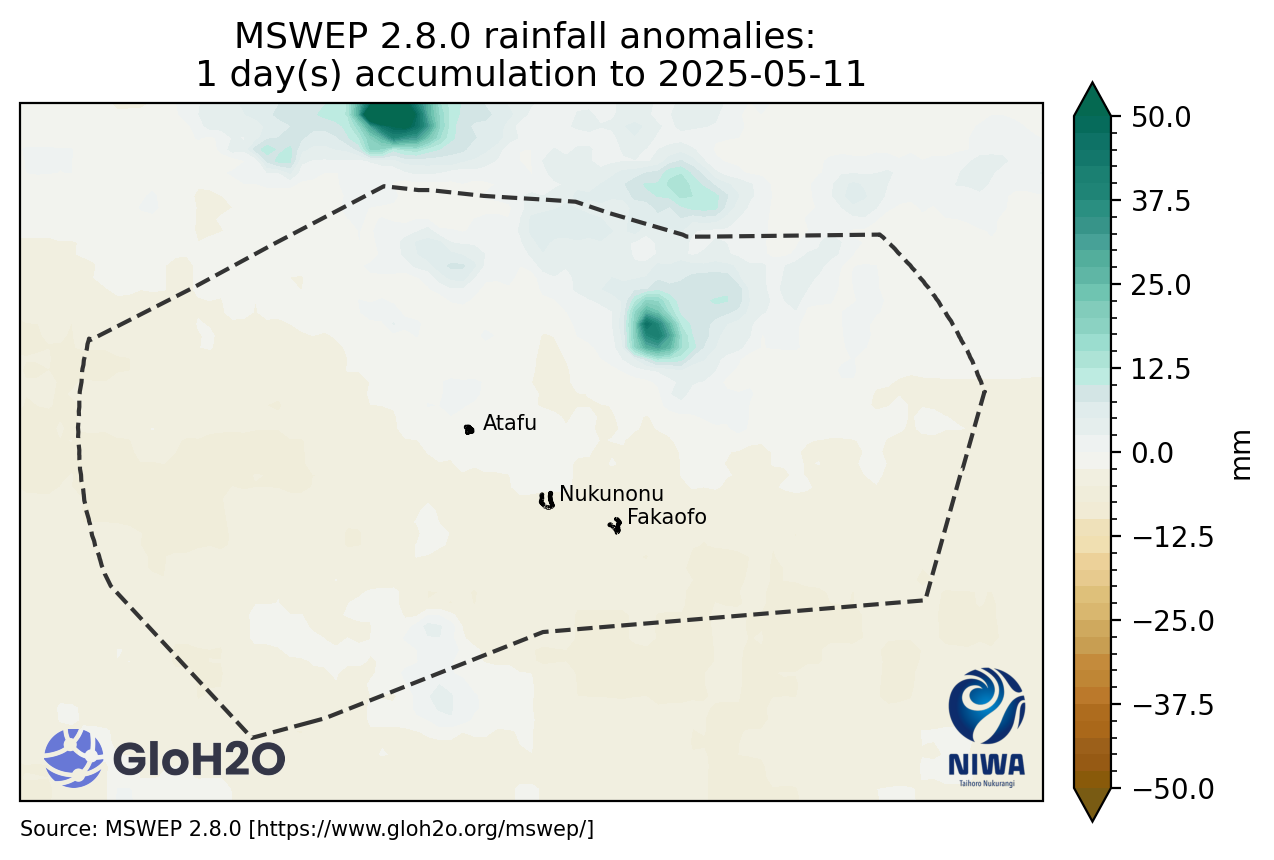 MSWEP 2.8.0 rainfall anomalies:
1 day(s) accumulation to 2025-05-11
50.0
37.5
25.0
12.5
0.0
−12.5
−25.0
−37.5
−50.0
mm
Atafu
Nukunonu
Fakaofo
GloH2O
NIWA
Taihoro Nukurangi
Source: MSWEP 2.8.0 [https://www.gloh2o.org/mswep/]